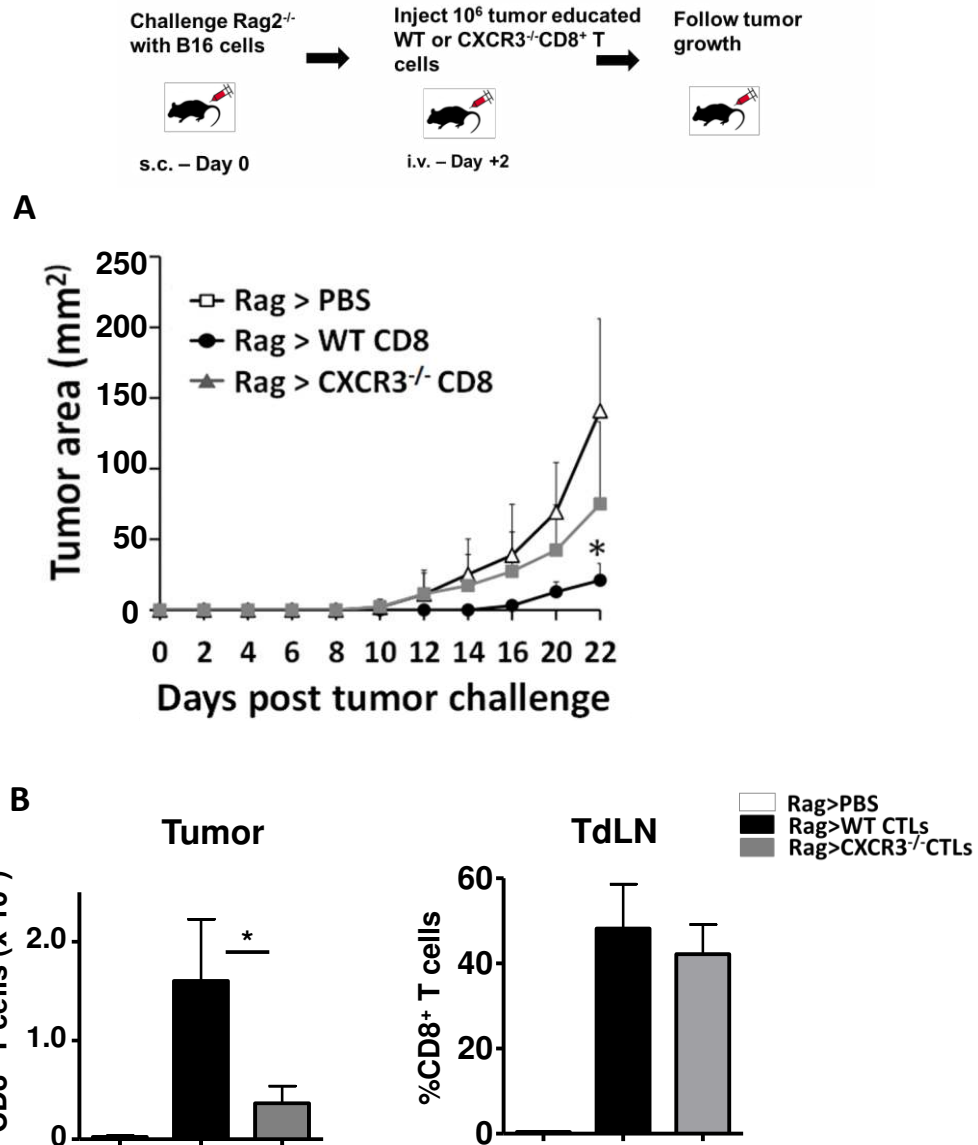 Challenge Rag2⁻/⁻
with B16 cells
Inject 10⁶ tumor educated
WT or CXCR3⁻/⁻CD8⁺ T
cells
Follow tumor
growth
s.c. – Day 0
i.v. – Day +2
A
Tumor area (mm²)
250
200
150
100
50
0
Rag > PBS
Rag > WT CD8
Rag > CXCR3⁻/⁻ CD8
*
0 2 4 6 8 10 12 14 16 20 22
Days post tumor challenge
B
Tumor
2.0
1.0
0
*
TdLN
%CD8⁺ T cells
60
40
20
0
Rag>PBS
Rag>WT CTLs
Rag>CXCR3⁻/⁻CTLs